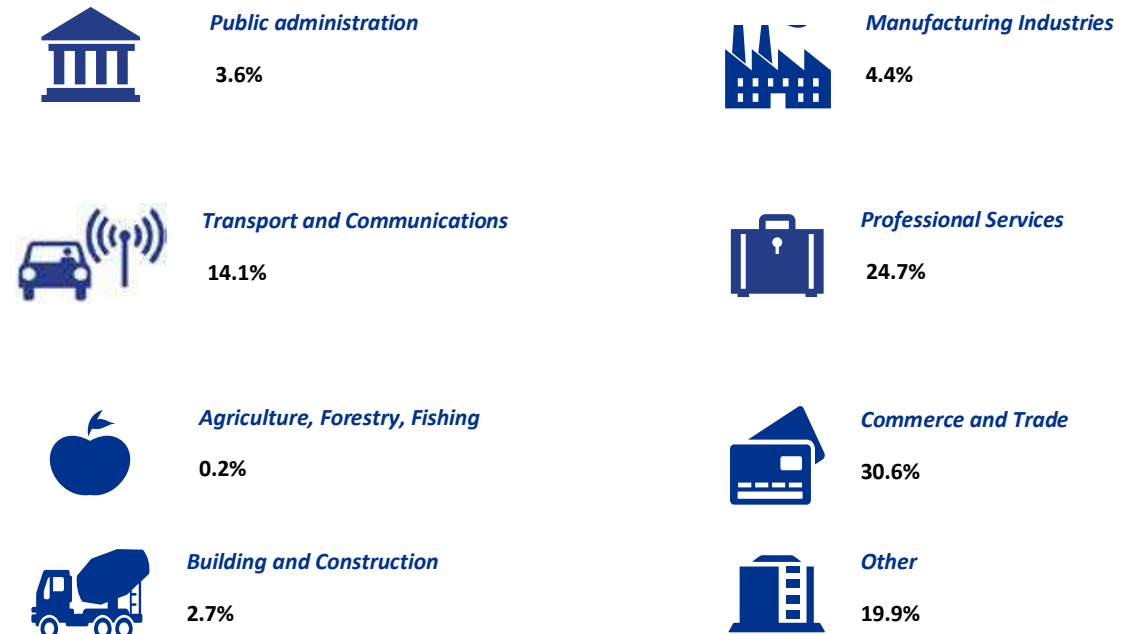 Public administration
3.6%
Manufacturing Industries
4.4%
Transport and Communications
14.1%
Professional Services
24.7%
Agriculture, Forestry, Fishing
0.2%
Commerce and Trade
30.6%
Building and Construction
2.7%
Other
19.9%